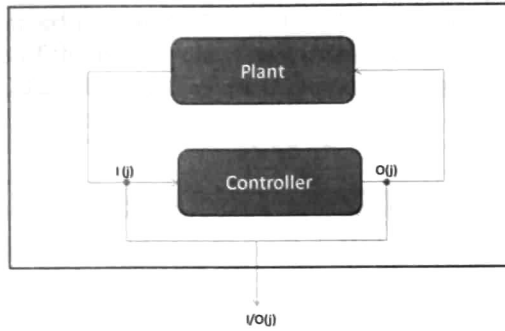 Plant
I (j)
O(j)
Controller
I/O(j)